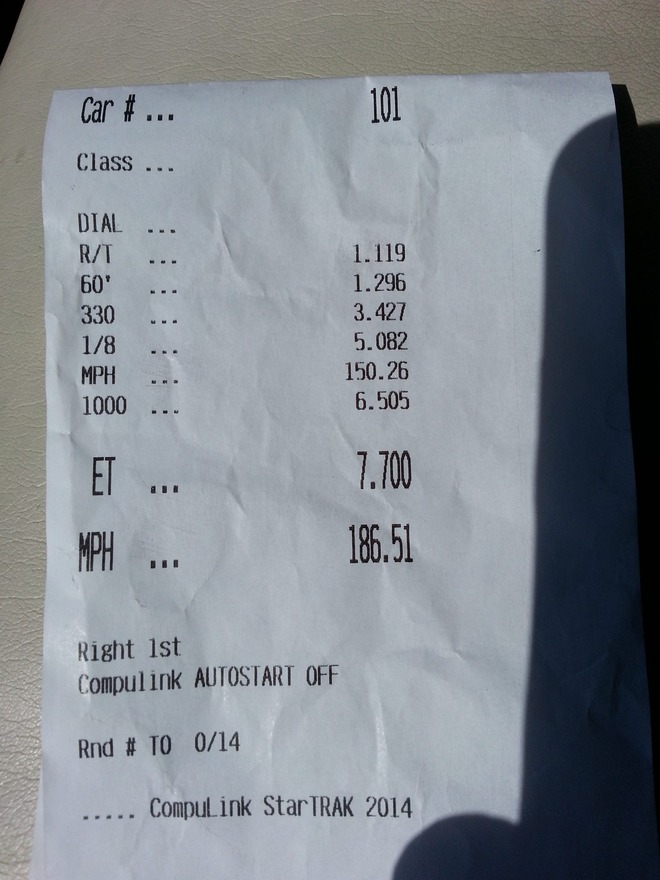 Car # ... 101
Class ...
DIAL ...
R/T ... 1.119
60' ... 1.296
330 ... 3.427
1/8 ... 5.082
MPH ... 150.26
1000 ... 6.505
ET ... 7.700
MPH ... 186.51
Right 1st
Compulink AUTOSTART OFF
Rnd # TO 0/14
..... CompuLink StarTRAK 2014